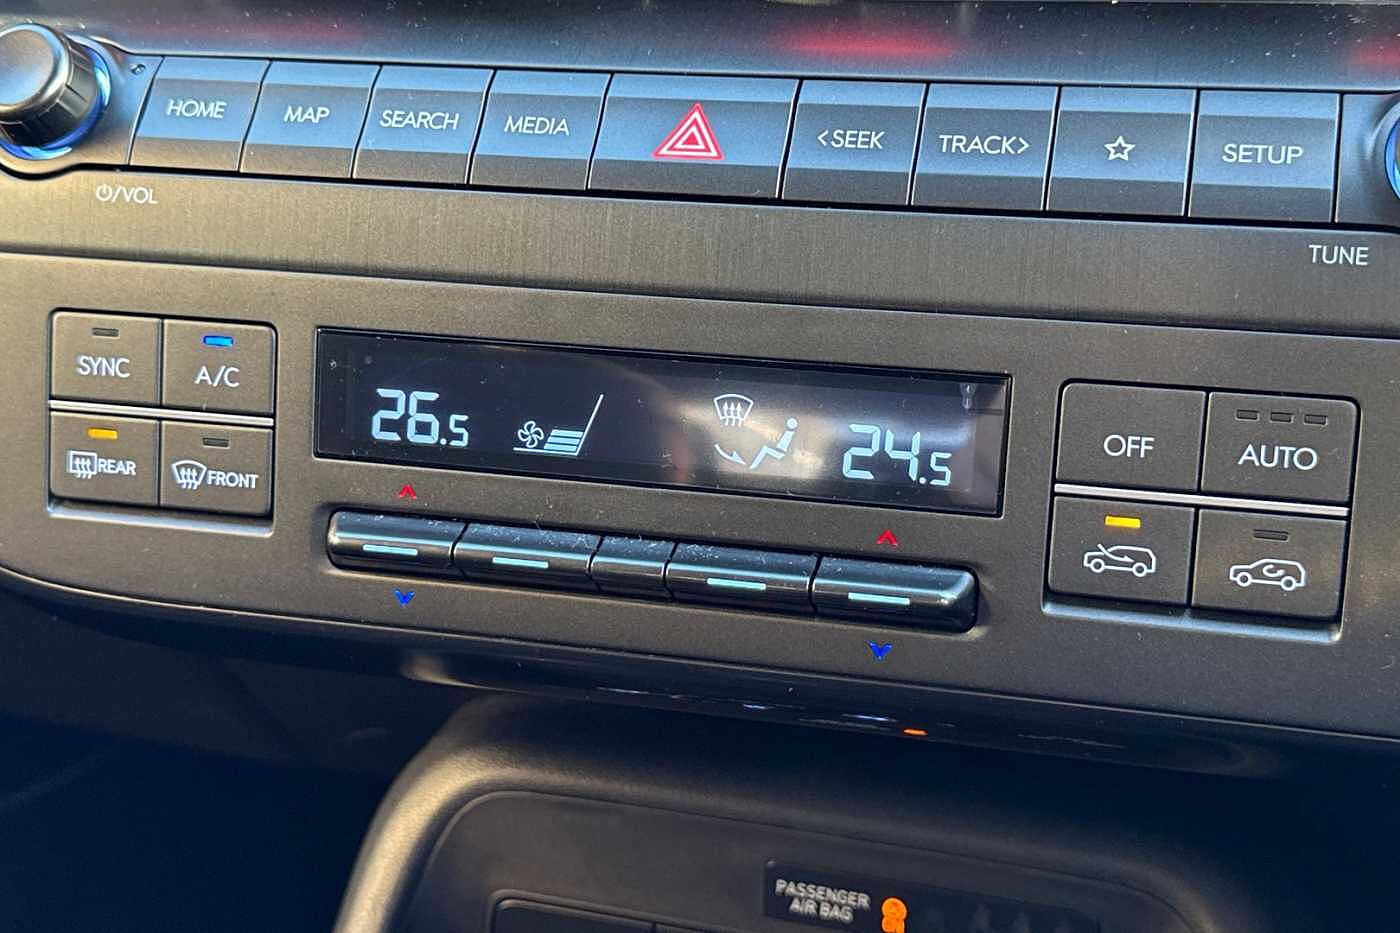 HOME
MAP
SEARCH
MEDIA
<SEEK
TRACK>
SETUP
/VOL
TUNE
SYNC
A/C
REAR
FRONT
26.5
24.5
OFF
AUTO
PASSENGER
AIR BAG